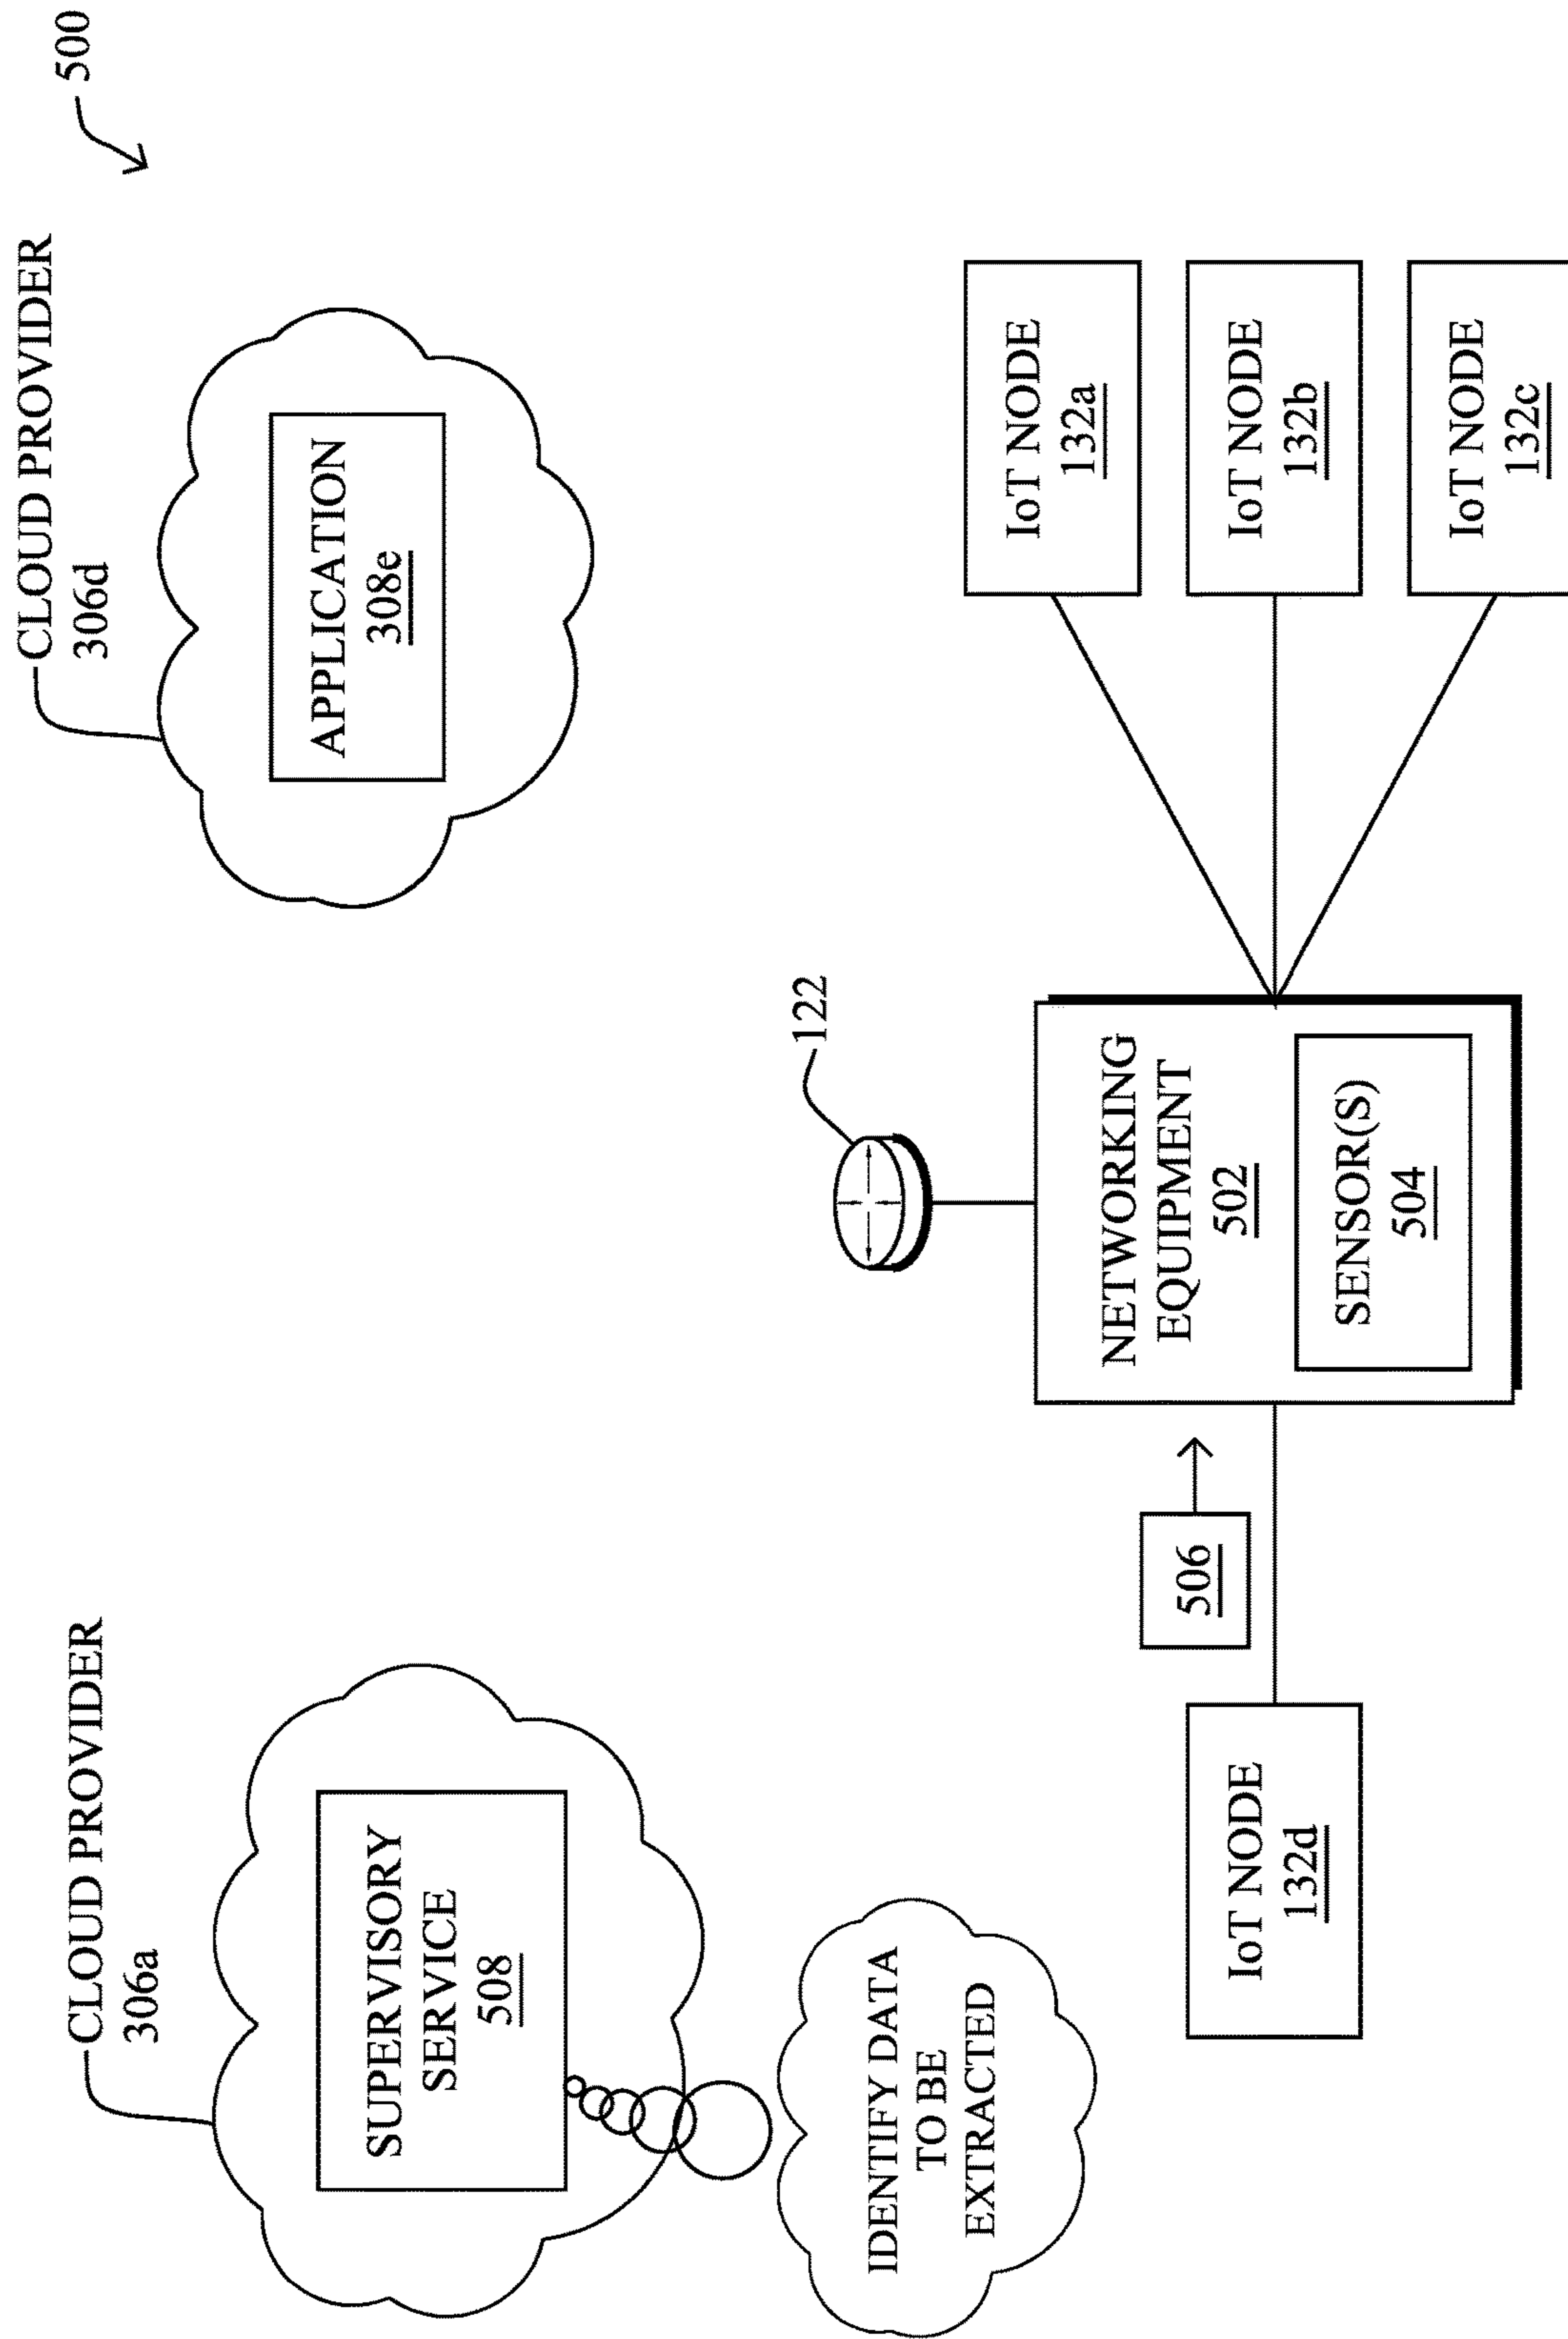 500
CLOUD PROVIDER
306a
CLOUD PROVIDER
306d
SUPERVISORY
SERVICE
508
APPLICATION
308e
IDENTIFY DATA
TO BE
EXTRACTED
122
IoT NODE
132d
506
NETWORKING
EQUIPMENT
502
SENSOR(S)
504
IoT NODE
132a
IoT NODE
132b
IoT NODE
132c